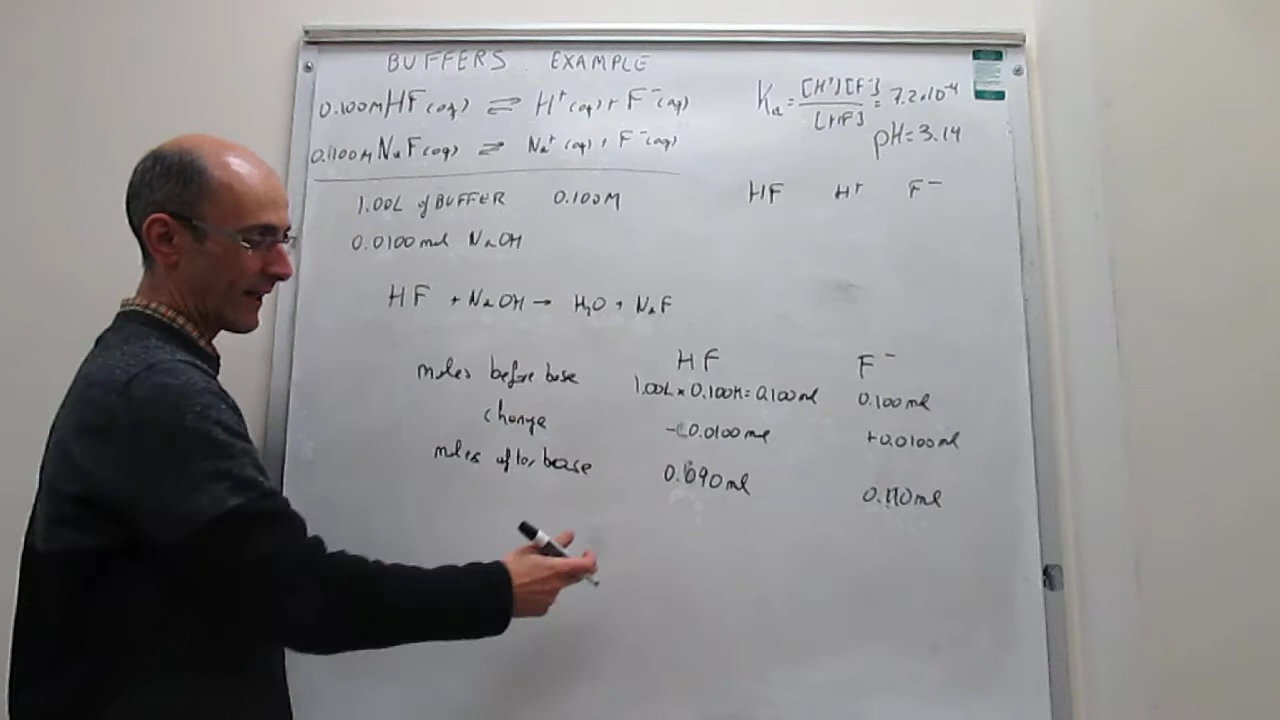 BUFFERS EXAMPLE
0.100M HF(aq) ⇌ H⁺(aq) + F⁻(aq)
Ka = [H⁺][F⁻] / [HF] = 7.2×10⁻⁴
0.100M NaF(aq) ⇌ Na⁺(aq) + F⁻(aq)
pH = 3.14
1.00L of BUFFER 0.100M
HF H⁺ F⁻
0.0100 mol NaOH
HF + NaOH → H₂O + NaF
HF F⁻
moles before base 1.00L × 0.100M = 0.100 mol 0.100 mol
change -0.0100 mol +0.0100 mol
moles after base 0.090 mol 0.110 mol